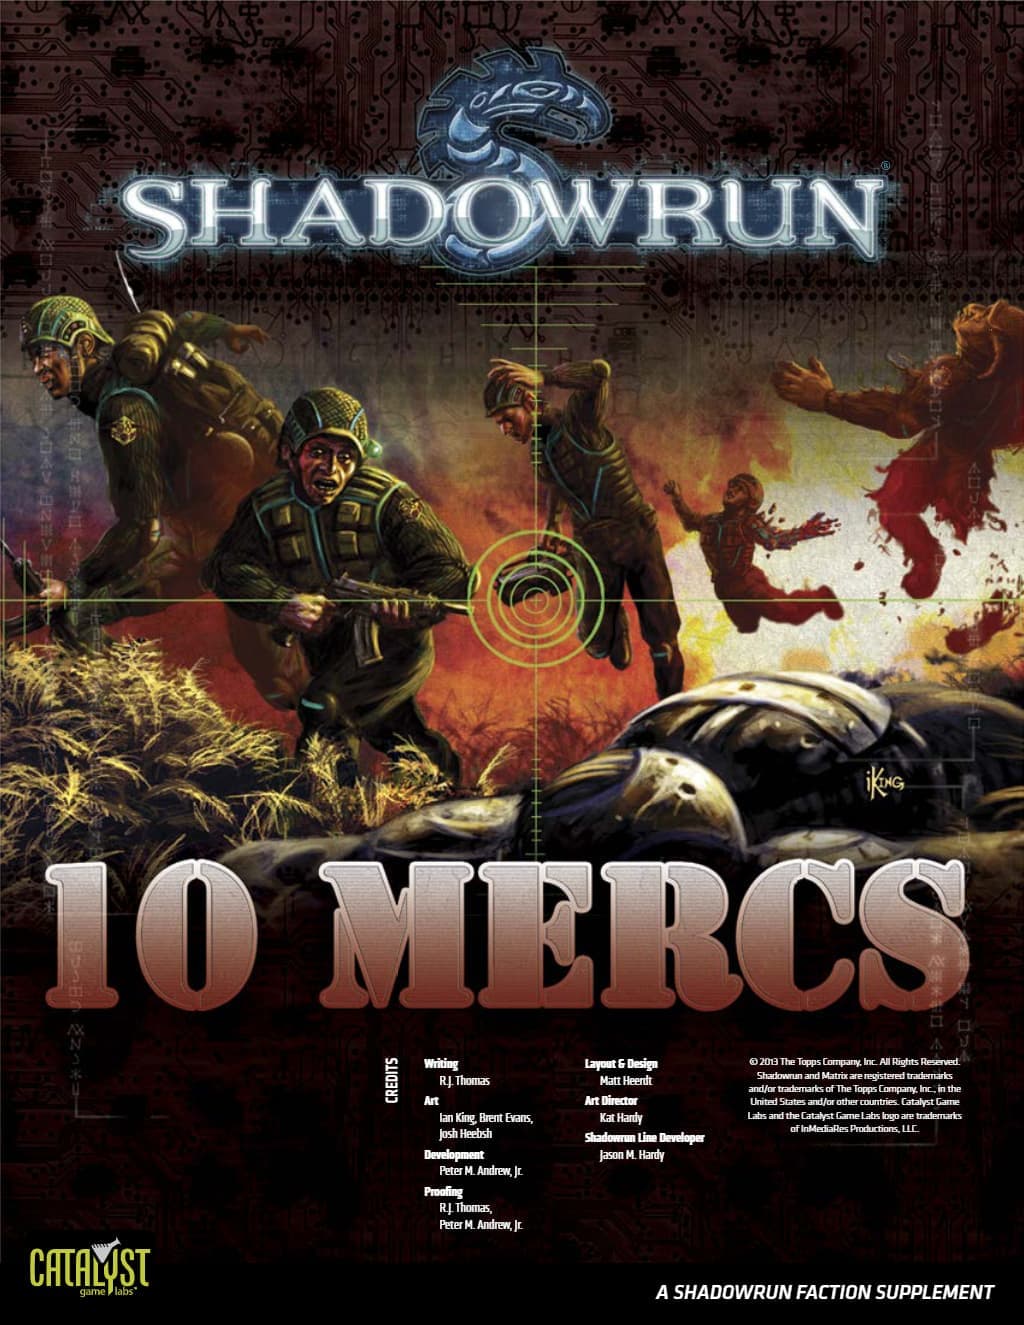 SHADOWRUN
®
iKING
10 MERCS
CREDITS
Writing
R.J. Thomas
Art
Ian King, Brent Evans,
Josh Heebsh
Development
Peter M. Andrew, Jr.
Proofing
R.J. Thomas,
Peter M. Andrew, Jr.
Layout & Design
Matt Heerdt
Art Director
Kat Hardy
Shadowrun Line Developer
Jason M. Hardy
© 2013 The Topps Company, Inc. All Rights Reserved.
Shadowrun and Matrix are registered trademarks
and/or trademarks of The Topps Company, Inc., in the
United States and/or other countries. Catalyst Game
Labs and the Catalyst Game Labs logo are trademarks
of InMediaRes Productions, LLC.
CATALYST
game labs
A SHADOWRUN FACTION SUPPLEMENT